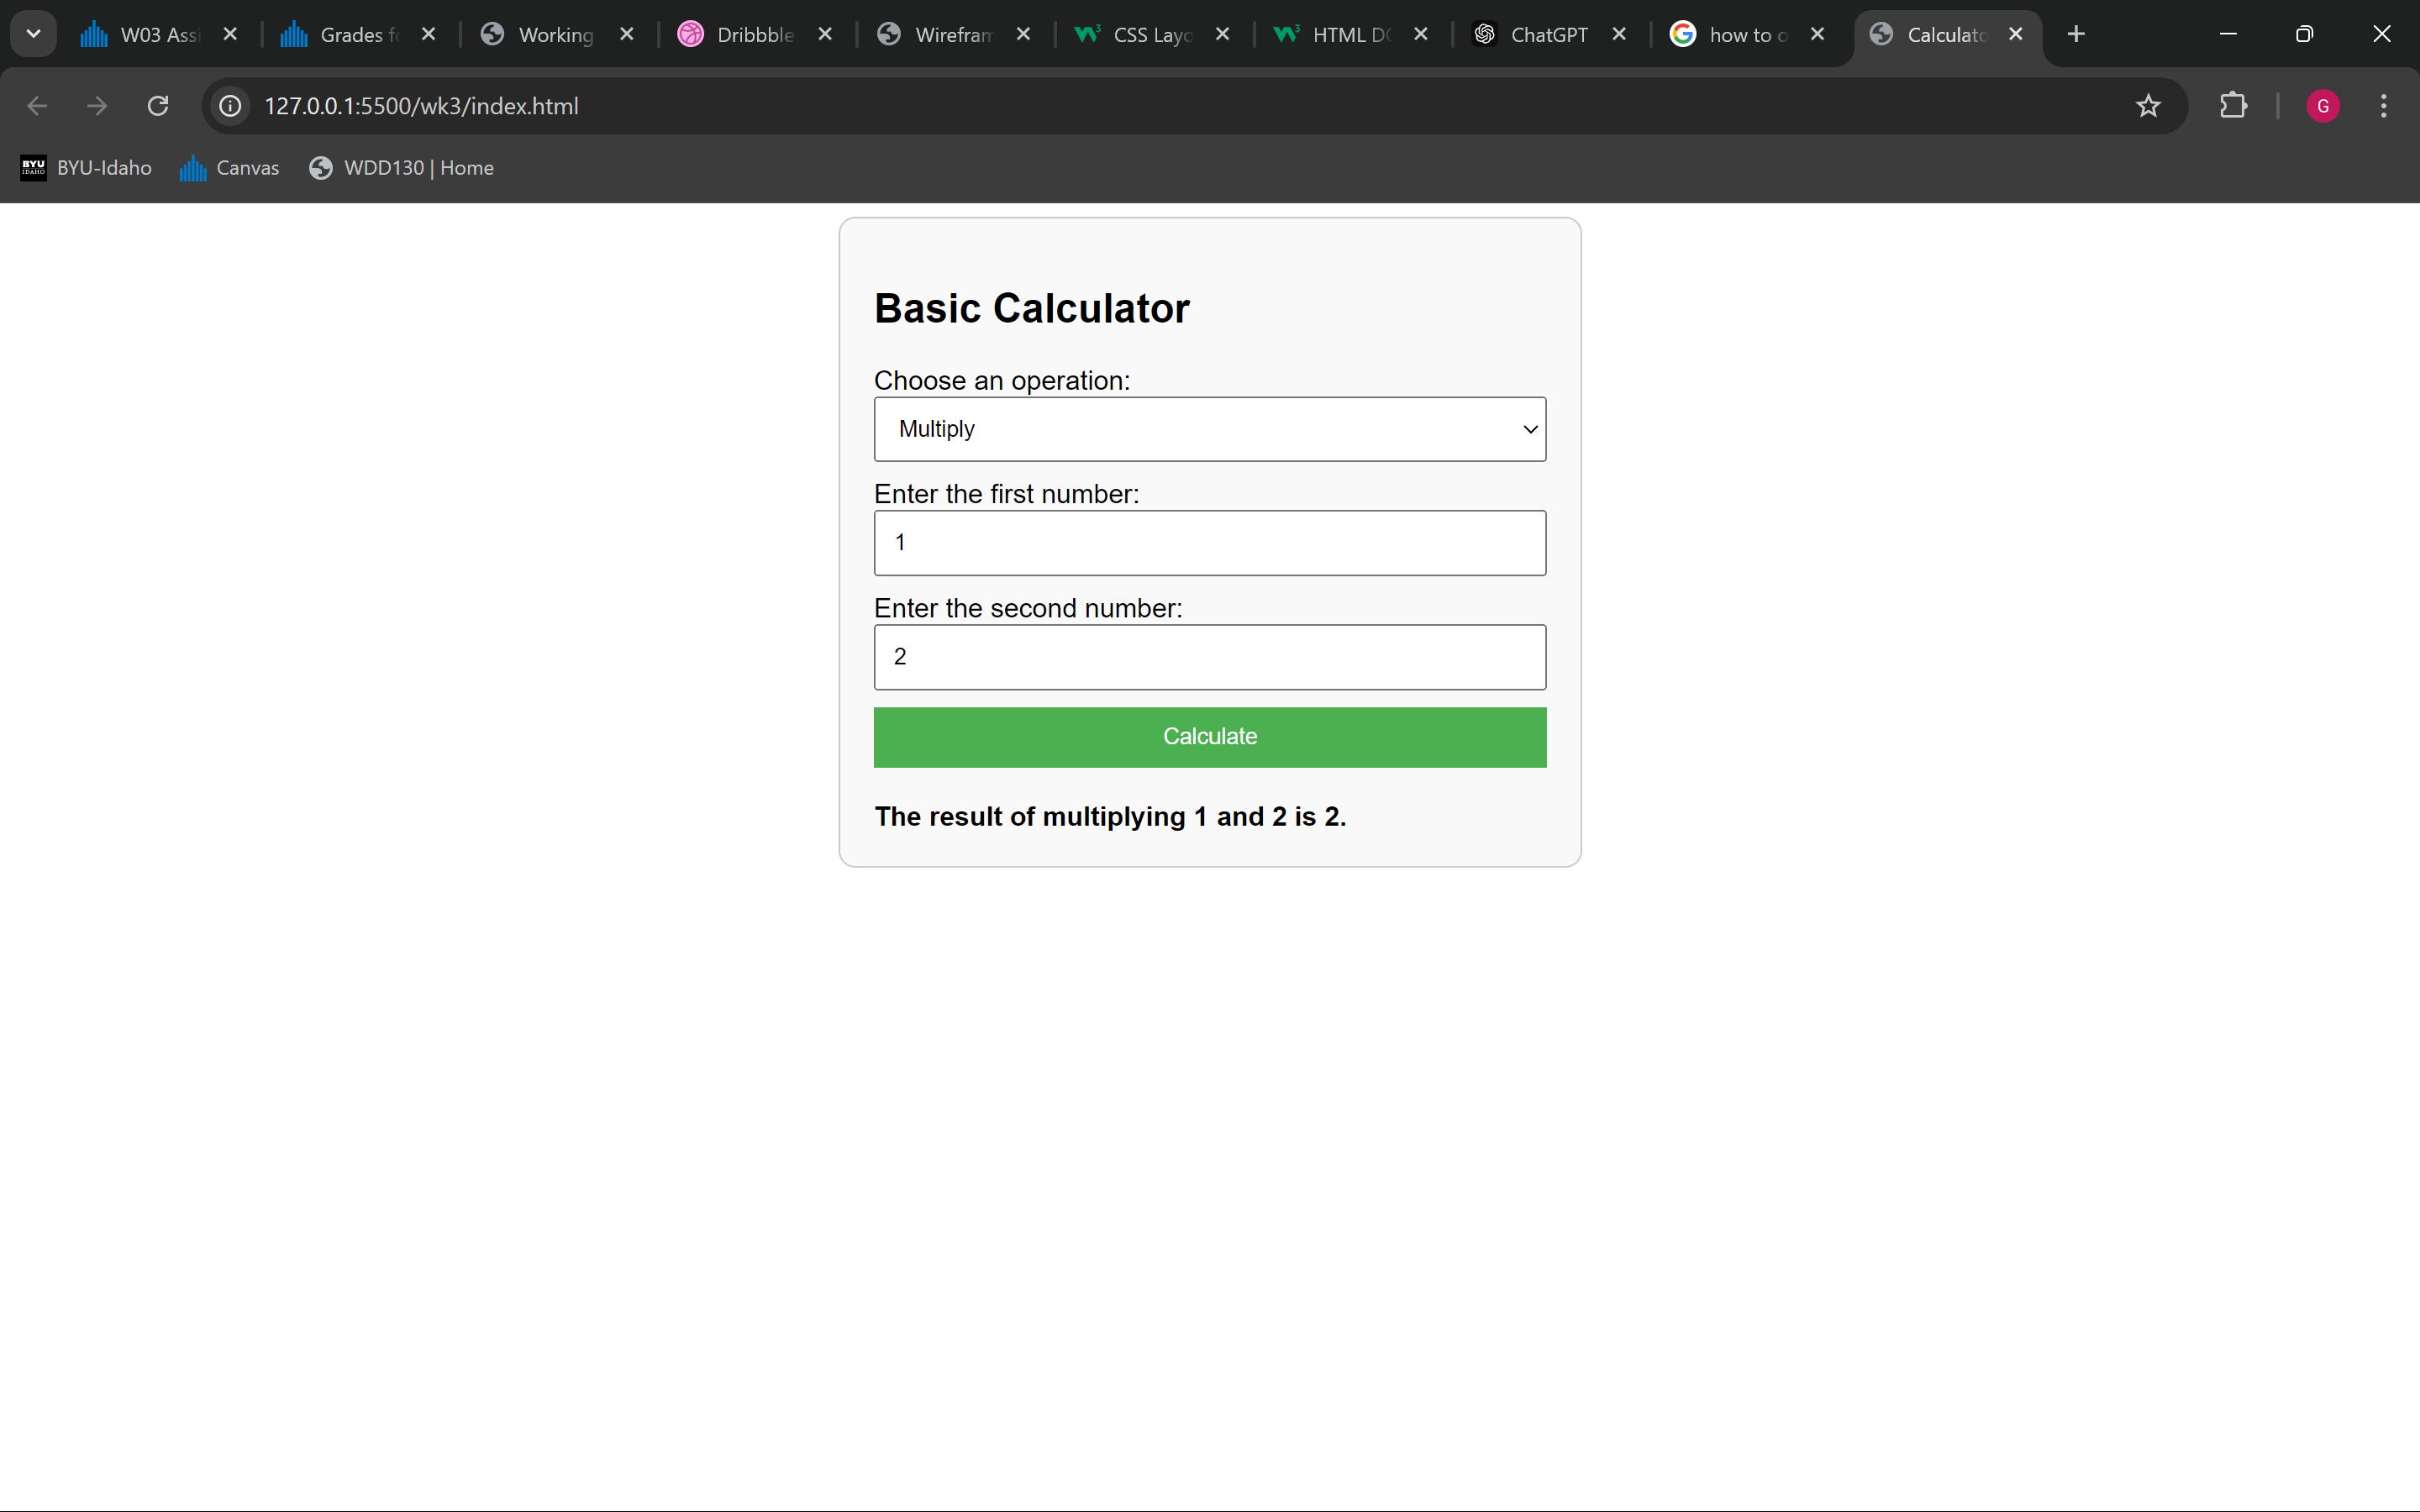 W03 Assi
Grades fo
Working
Dribbble
Wirefram
CSS Layo
HTML DO
ChatGPT
how to c
Calculato
127.0.0.1:5500/wk3/index.html
G
BYU IDAHO
BYU-Idaho
Canvas
WDD130 | Home
Basic Calculator
Choose an operation:
Multiply
Enter the first number:
1
Enter the second number:
2
Calculate
The result of multiplying 1 and 2 is 2.